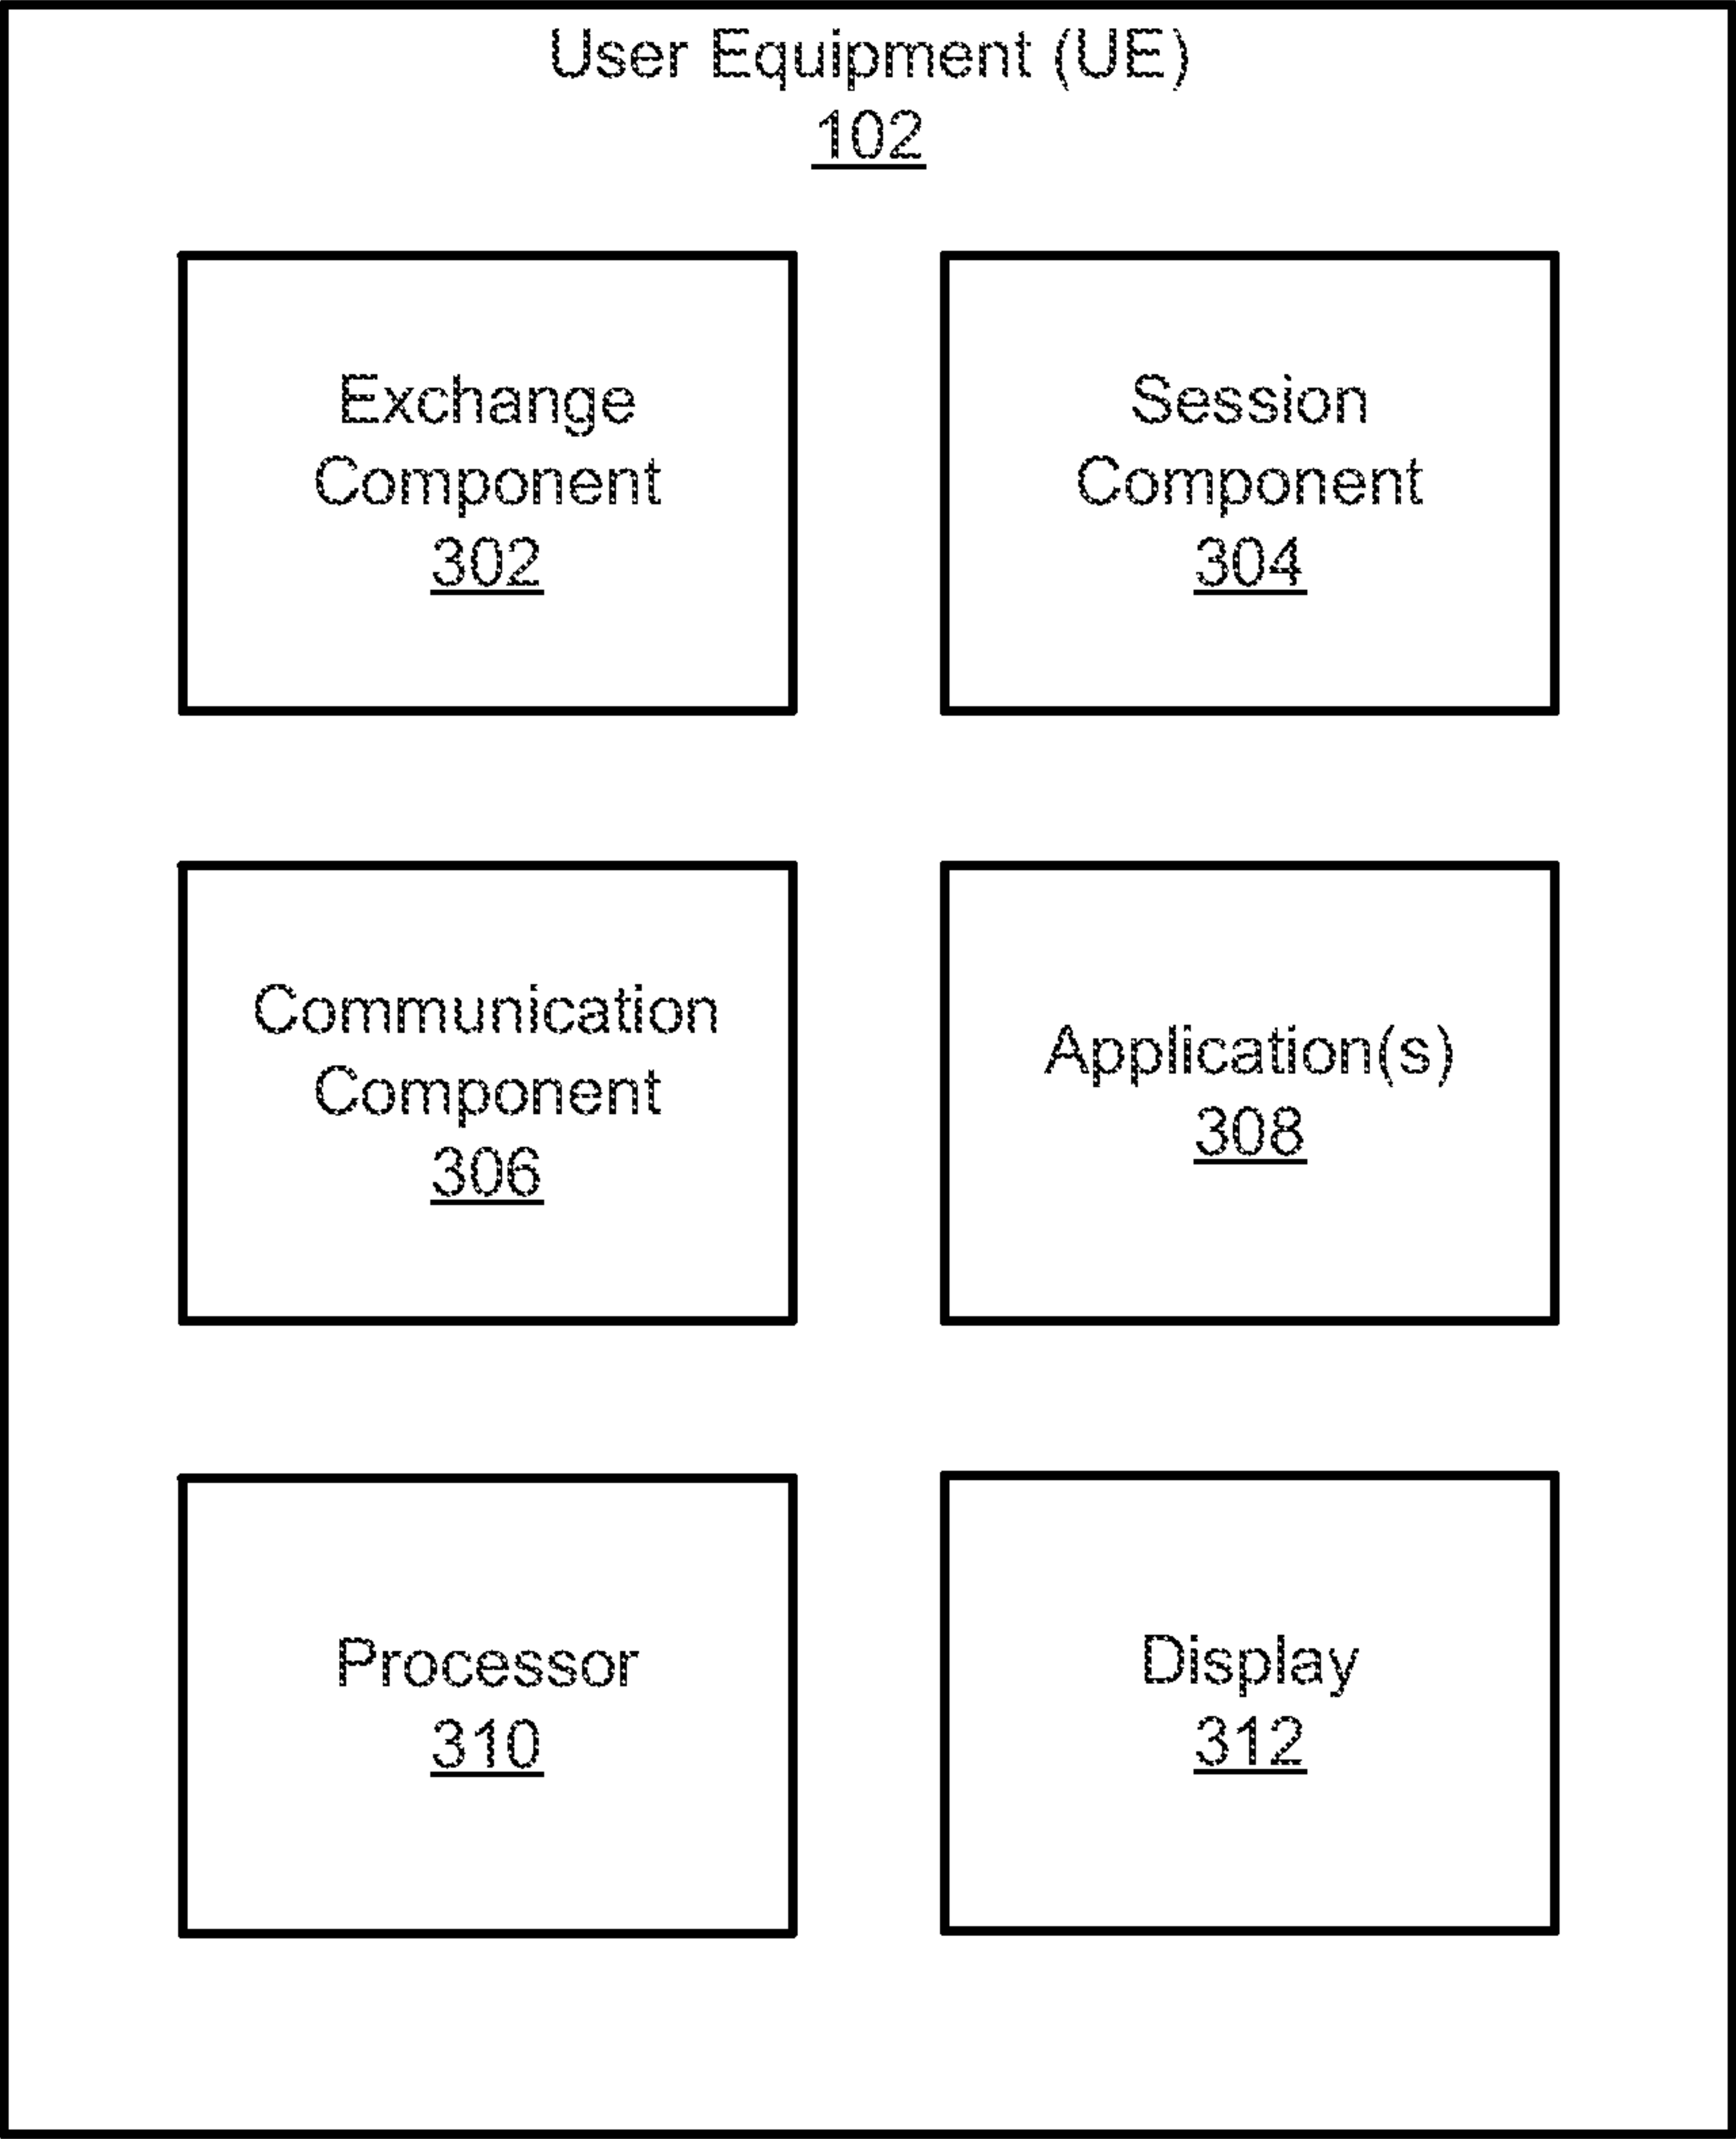 User Equipment (UE)
102
Exchange
Component
302
Session
Component
304
Communication
Component
306
Application(s)
308
Processor
310
Display
312